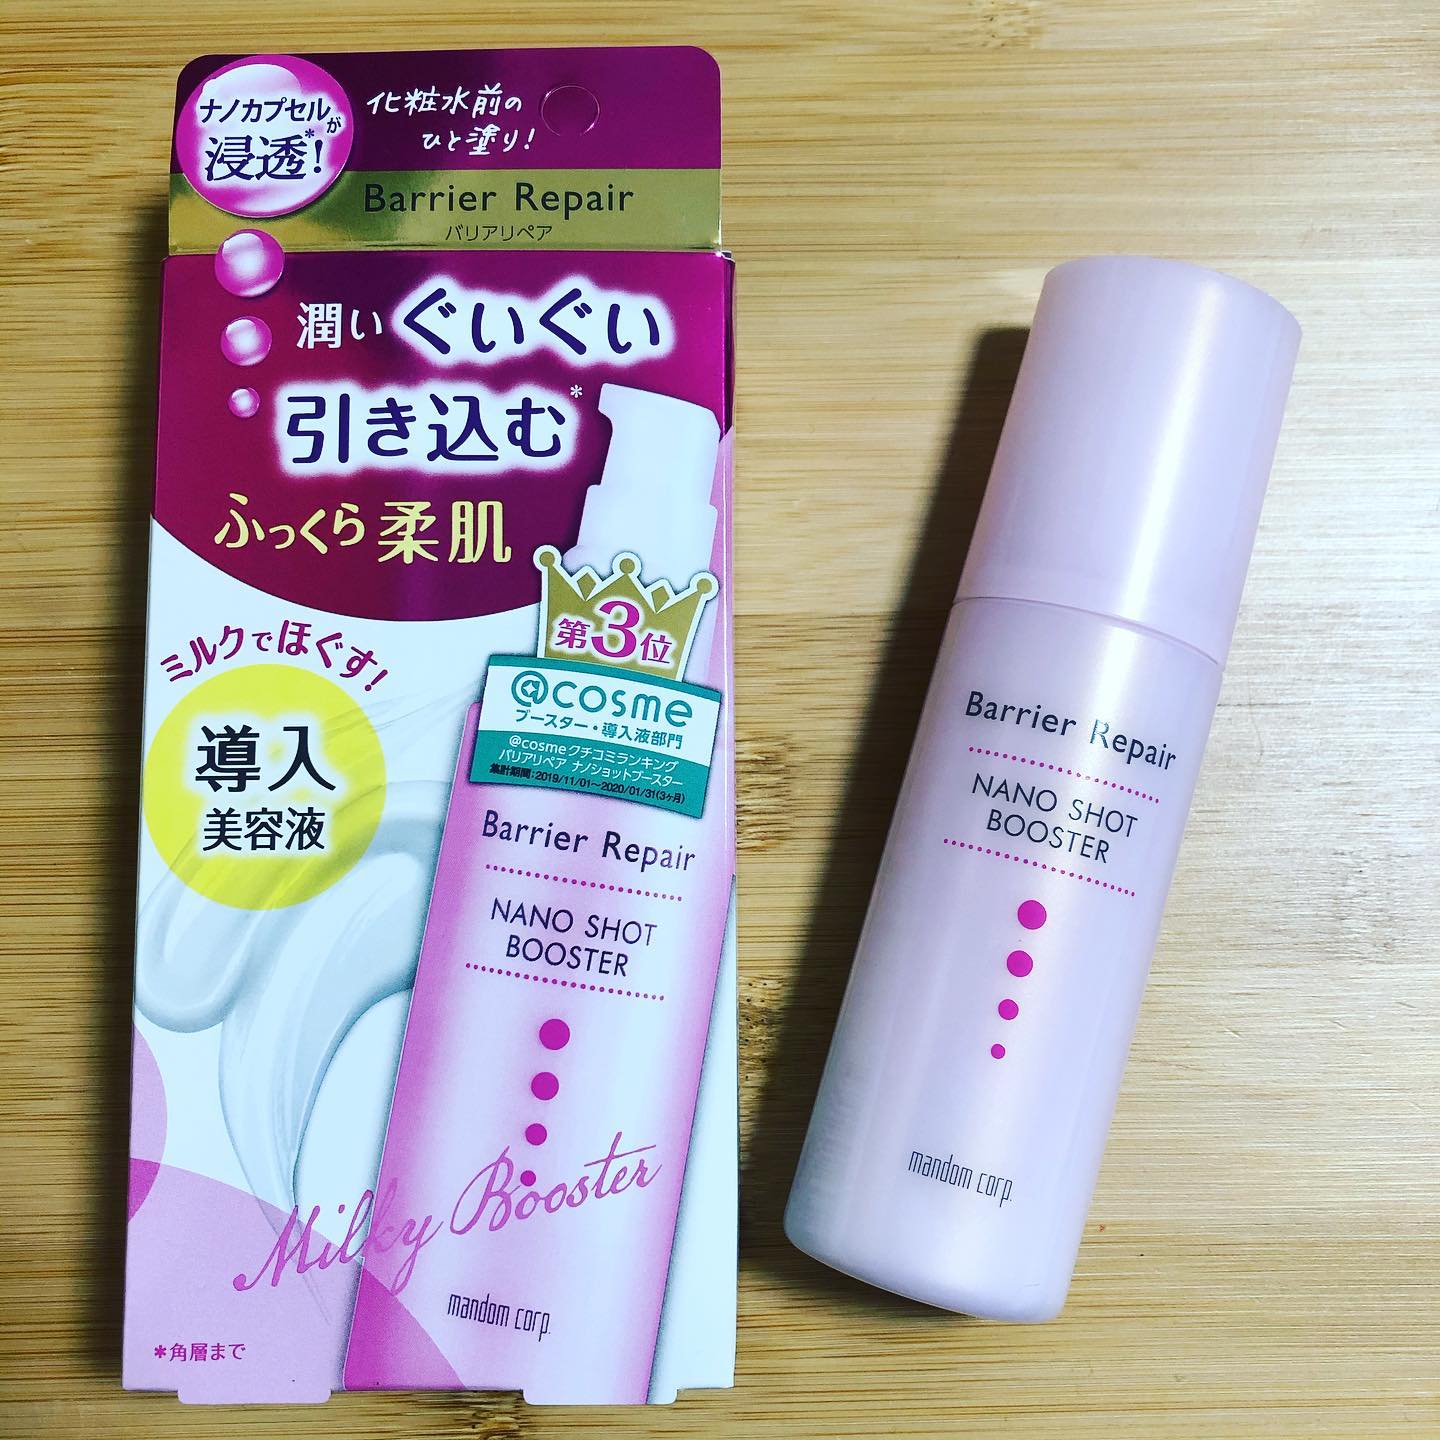 ナノカプセルが
浸透*!
化粧水前の
ひと塗り!
Barrier Repair
バリアリペア
潤いぐいぐい
引き込む*
ふっくら柔肌
ミルクでほぐす!
導入
美容液
第3位
@cosme
ブースター・導入液部門
@cosmeクチコミランキング
バリアリペア ナノショットブースター
集計期間:2019/11/01~2020/01/31(3ヶ月)
Barrier Repair
NANO SHOT
BOOSTER
Milky Booster
mandom corp.
*角層まで
Barrier Repair
NANO SHOT
BOOSTER
mandom corp.